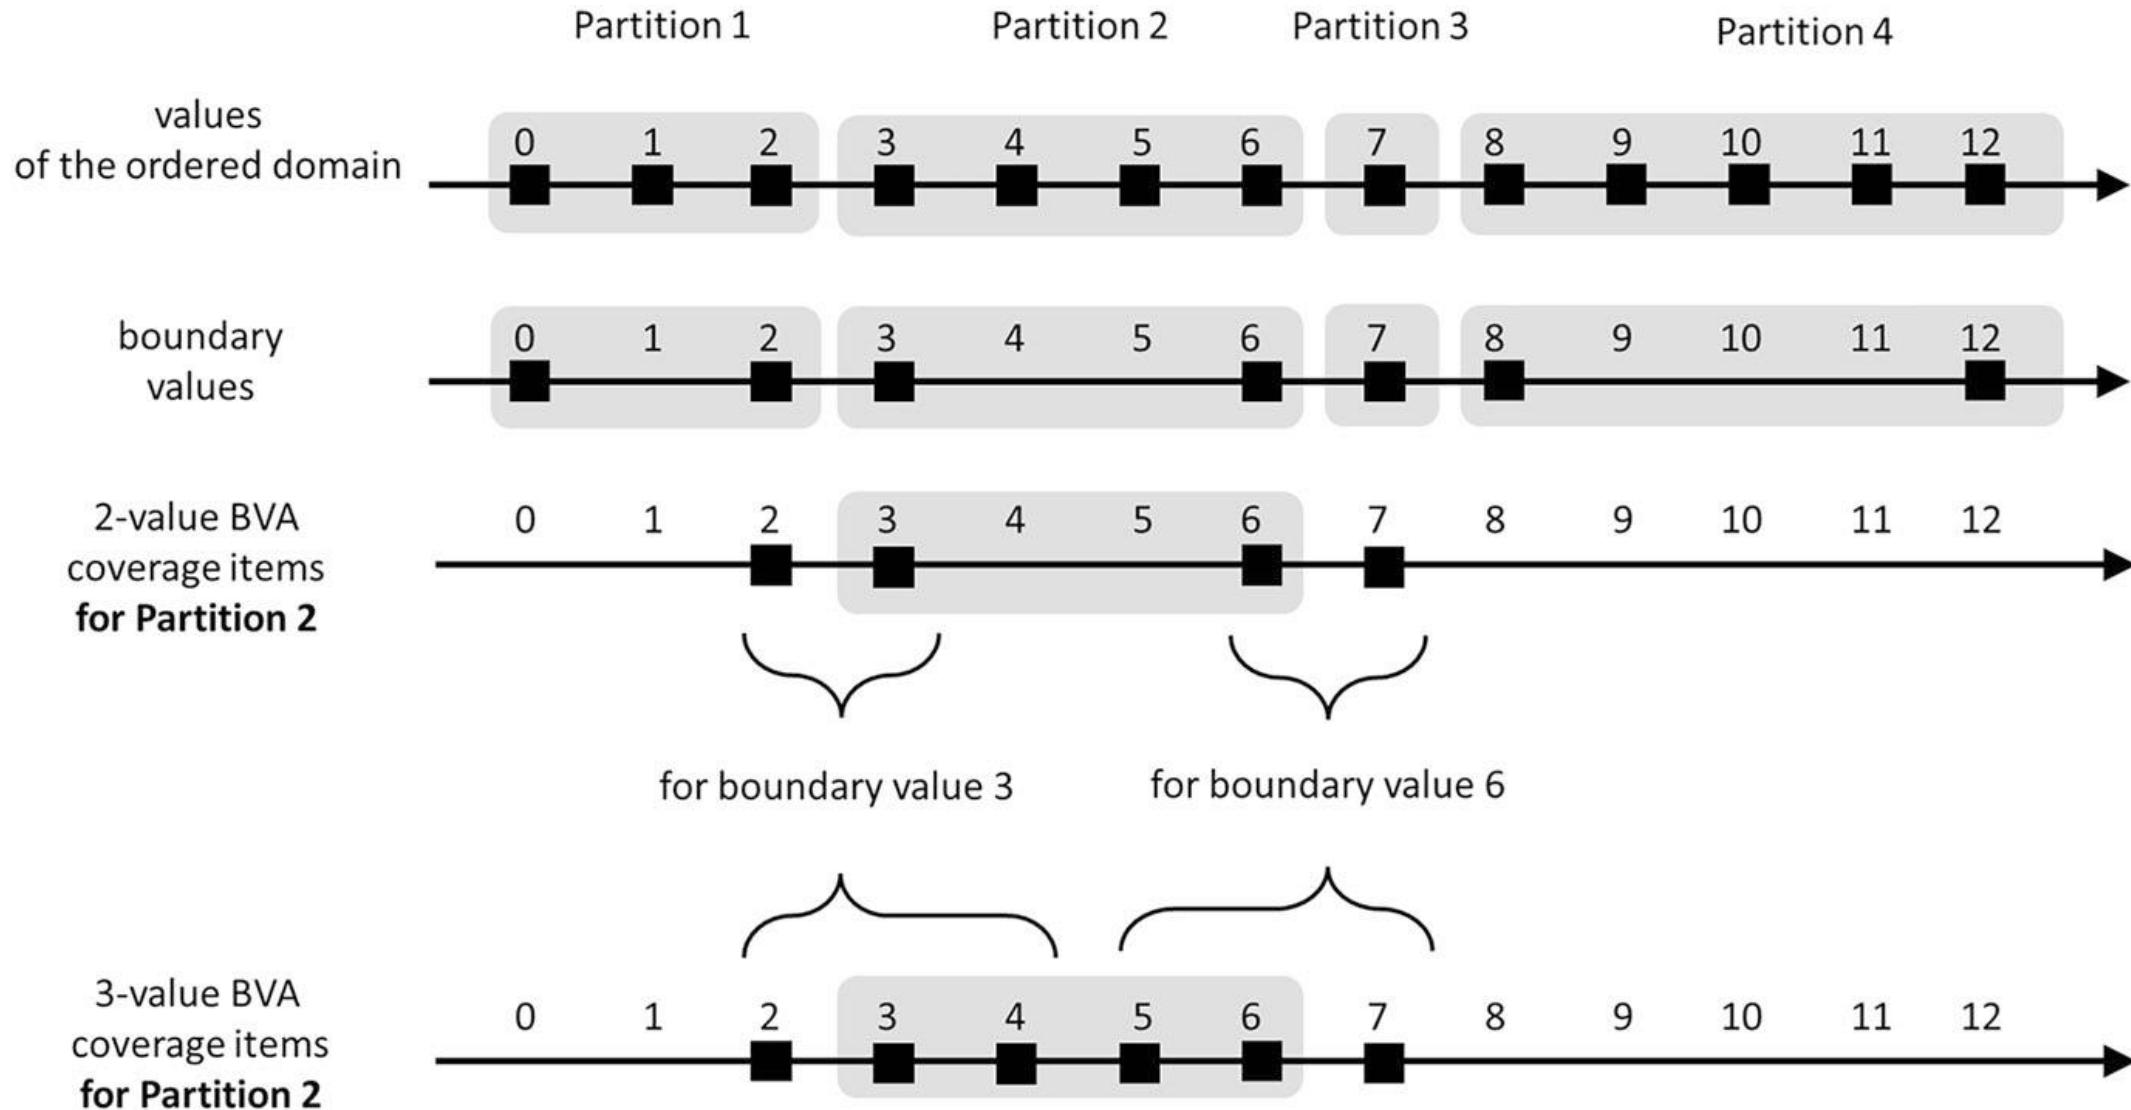 Partition 1 Partition 2 Partition 3 Partition 4
values
of the ordered domain
0 1 2 3 4 5 6 7 8 9 10 11 12
boundary
values
0 1 2 3 4 5 6 7 8 9 10 11 12
2-value BVA
coverage items
for Partition 2
0 1 2 3 4 5 6 7 8 9 10 11 12
for boundary value 3 for boundary value 6
3-value BVA
coverage items
for Partition 2
0 1 2 3 4 5 6 7 8 9 10 11 12